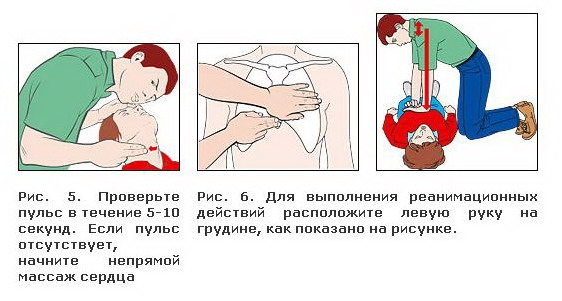 Рис. 5. Проверьте
пульс в течение 5-10
секунд. Если пульс
отсутствует,
начните непрямой
массаж сердца
Рис. 6. Для выполнения реанимационных
действий расположите левую руку на
грудине, как показано на рисунке.